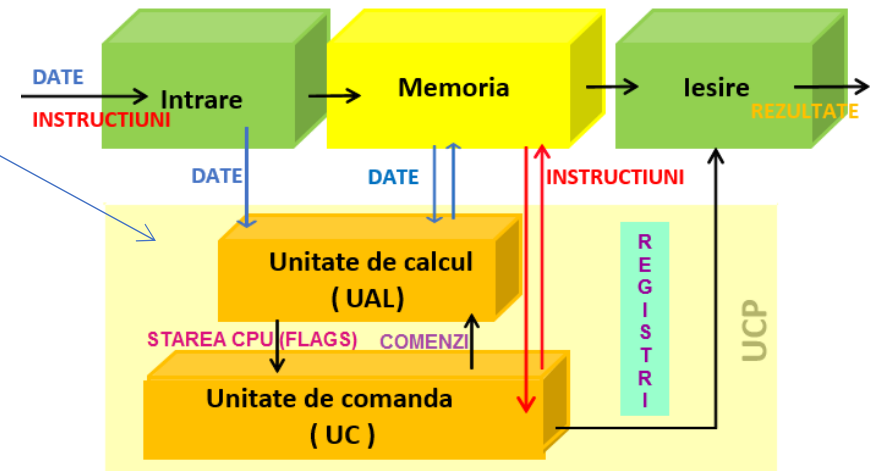 DATE
INSTRUCTIUNI
Intrare
Memoria
Iesire
REZULTATE
DATE
DATE
INSTRUCTIUNI
Unitate de calcul
( UAL)
STAREA CPU (FLAGS)
COMENZI
Unitate de comanda
( UC )
REGISTRI
UCP